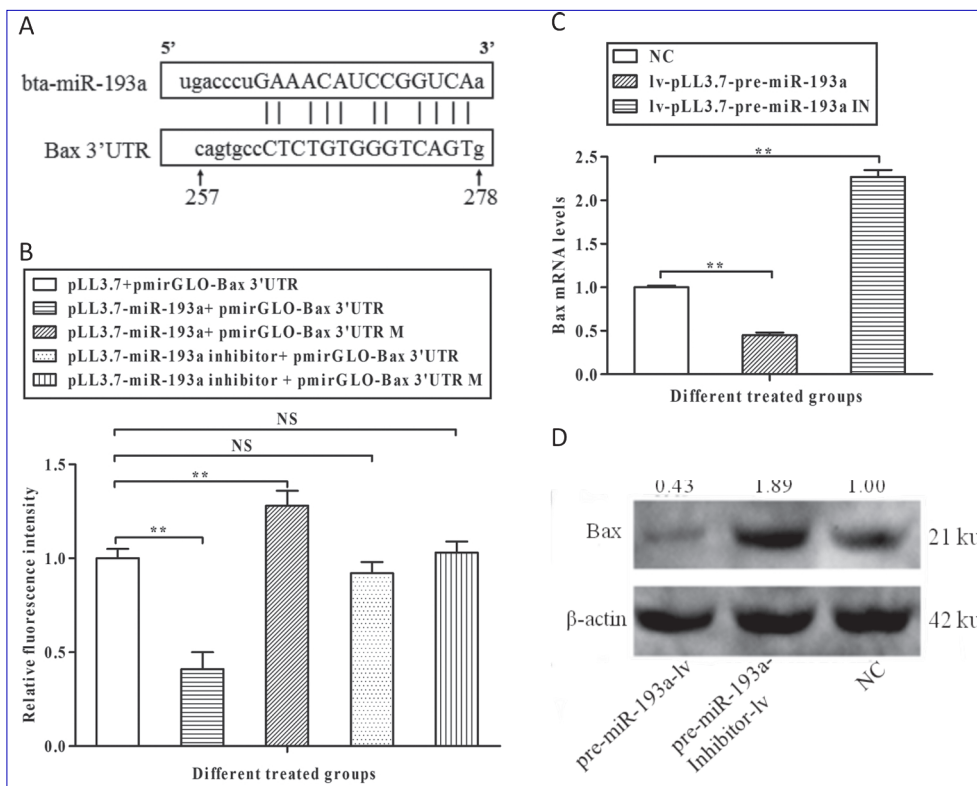 A
5’ 3’
bta-miR-193a ugacccuGAAACAUCCGGUCAa
Bax 3’UTR cagtgccCTCTGTGGGTCAGTg
257 278
B
pLL3.7+pmirGLO-Bax 3'UTR
pLL3.7-miR-193a+ pmirGLO-Bax 3'UTR
pLL3.7-miR-193a+ pmirGLO-Bax 3'UTR M
pLL3.7-miR-193a inhibitor+ pmirGLO-Bax 3'UTR
pLL3.7-miR-193a inhibitor + pmirGLO-Bax 3'UTR M
NS
NS
**
**
1.5
1.0
0.5
0.0
Relative fluorescence intensity
Different treated groups
C
NC
lv-pLL3.7-pre-miR-193a
lv-pLL3.7-pre-miR-193a IN
**
**
2.5
2.0
1.5
1.0
0.5
0.0
Bax mRNA levels
Different treated groups
D
0.43 1.89 1.00
Bax 21 ku
β-actin 42 ku
pre-miR-193a-lv
pre-miR-193a-
Inhibitor-lv
NC